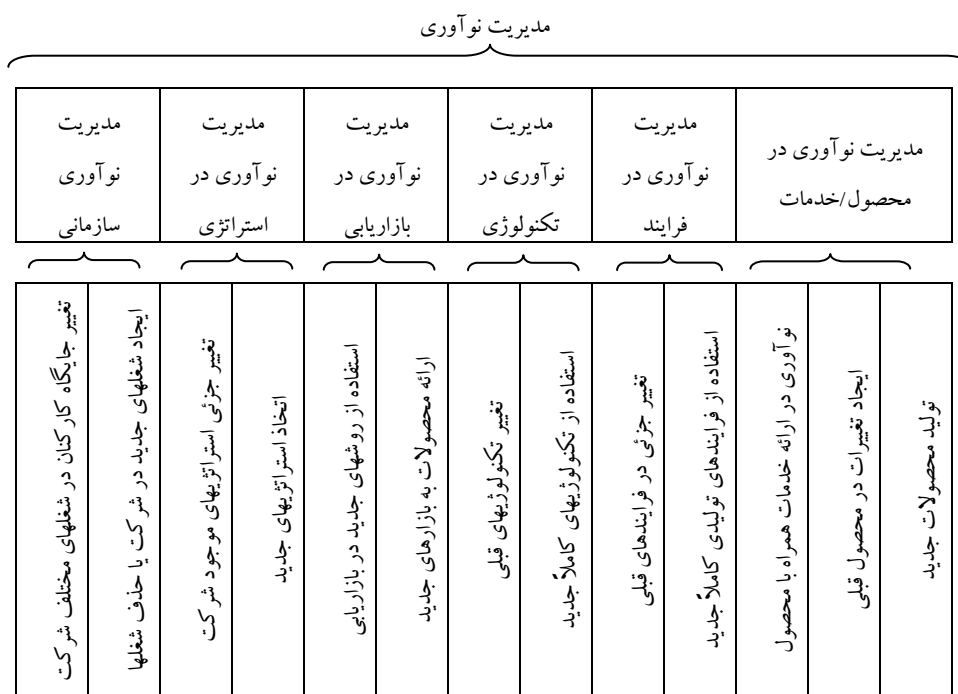 مدیریت نوآوری
مدیریت نوآوری در
محصول/خدمات
مدیریت
نوآوری در
فرایند
مدیریت
نوآوری در
تکنولوژی
مدیریت
نوآوری در
بازاریابی
مدیریت
نوآوری در
استراتژی
مدیریت
نوآوری
سازمانی
تولید محصولات جدید
ایجاد تغییرات در محصول قبلی
نوآوری در ارائه خدمات همراه با محصول
استفاده از فرایندهای تولیدی کاملاً جدید
تغییر جزئی در فرایندهای قبلی
استفاده از تکنولوژیهای کاملاً جدید
تغییر تکنولوژیهای قبلی
ارائه محصولات به بازارهای جدید
استفاده از روشهای جدید در بازاریابی
اتخاذ استراتژیهای جدید
تغییر جزئی استراتژیهای موجود شرکت
ایجاد شغلهای جدید در شرکت یا حذف شغلها
تغییر جایگاه کارکنان در شغلهای مختلف شرکت